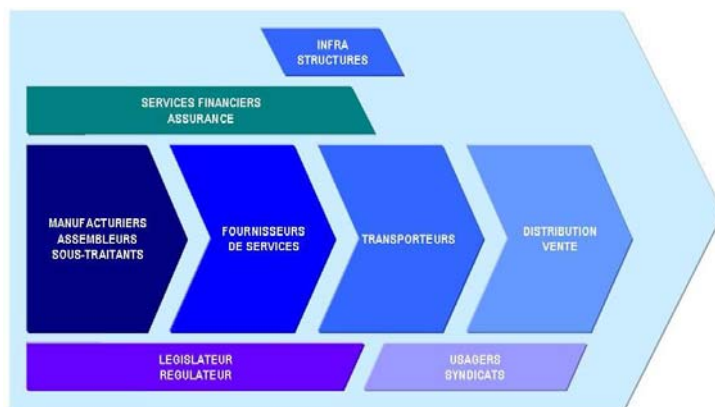 INFRA
STRUCTURES
SERVICES FINANCIERS
ASSURANCE
MANUFACTURIERS
ASSEMBLEURS
SOUS-TRAITANTS
FOURNISSEURS
DE SERVICES
TRANSPORTEURS
DISTRIBUTION
VENTE
LEGISLATEUR
REGULATEUR
USAGERS
SYNDICATS